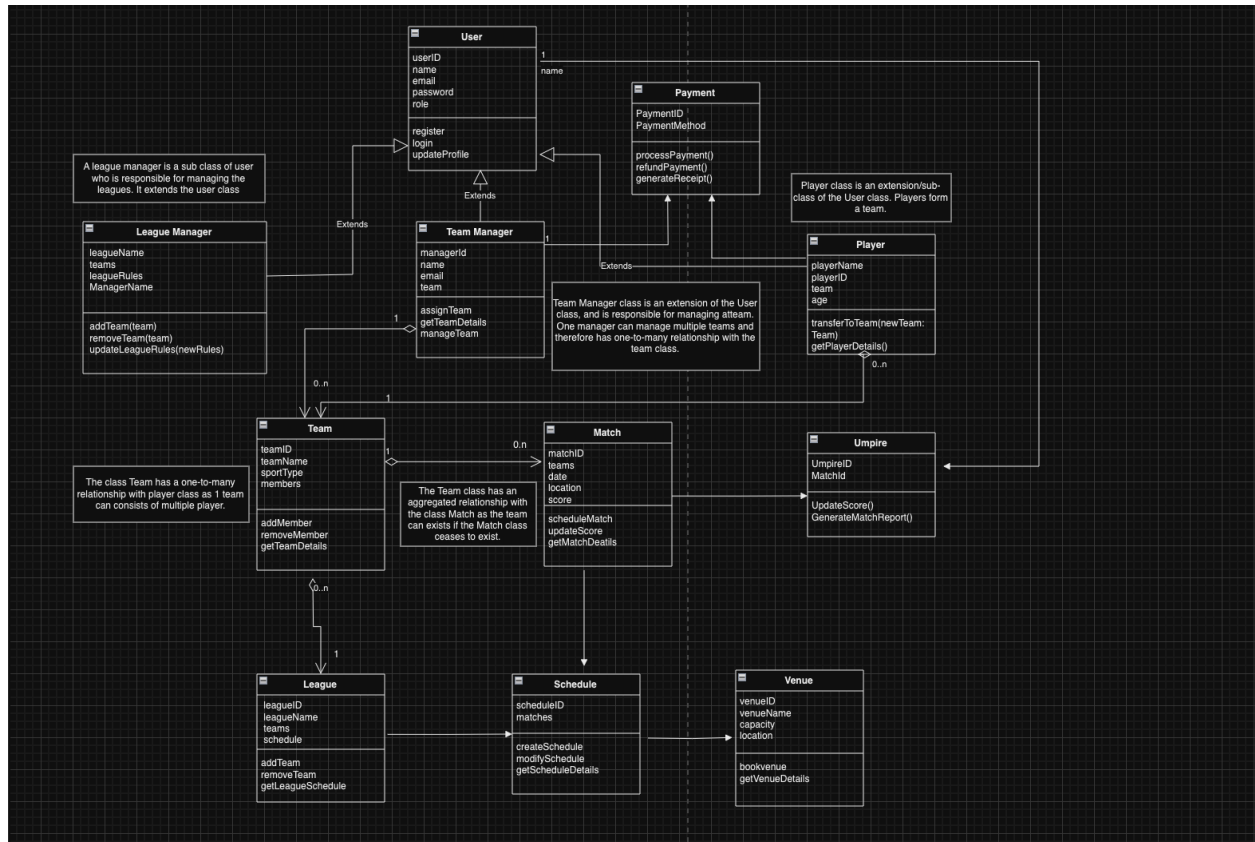 User
userID
name
email
password
role
register
login
updateProfile
1
name
Payment
PaymentID
PaymentMethod
processPayment()
refundPayment()
generateReceipt()
A league manager is a sub class of user
who is responsible for managing the
leagues. It extends the user class
Player class is an extension/sub-
class of the User class. Players form
a team.
Extends
Extends
Extends
League Manager
leagueName
teams
leagueRules
ManagerName
addTeam(team)
removeTeam(team)
updateLeagueRules(newRules)
Team Manager
managerId
name
email
team
assignTeam
getTeamDetails
manageTeam
1
1
0..n
Player
playerName
playerID
team
age
transferToTeam(newTeam:
Team)
getPlayerDetails()
0..n
1
Team Manager class is an extension of the User
class, and is responsible for managing atteam.
One manager can manage multiple teams and
therefore has one-to-many relationship with the
team class.
Team
teamID
teamName
sportType
members
addMember
removeMember
getTeamDetails
1
0.n
Match
matchID
teams
date
location
score
scheduleMatch
updateScore
getMatchDeatils
Umpire
UmpireID
MatchId
UpdateScore()
GenerateMatchReport()
The class Team has a one-to-many
relationship with player class as 1 team
can consists of multiple player.
The Team class has an
aggregated relationship with
the class Match as the team
can exists if the Match class
ceases to exist.
0..n
1
League
leagueID
leagueName
teams
schedule
addTeam
removeTeam
getLeagueSchedule
Schedule
scheduleID
matches
createSchedule
modifySchedule
getScheduleDetails
Venue
venueID
venueName
capacity
location
bookvenue
getVenueDetails